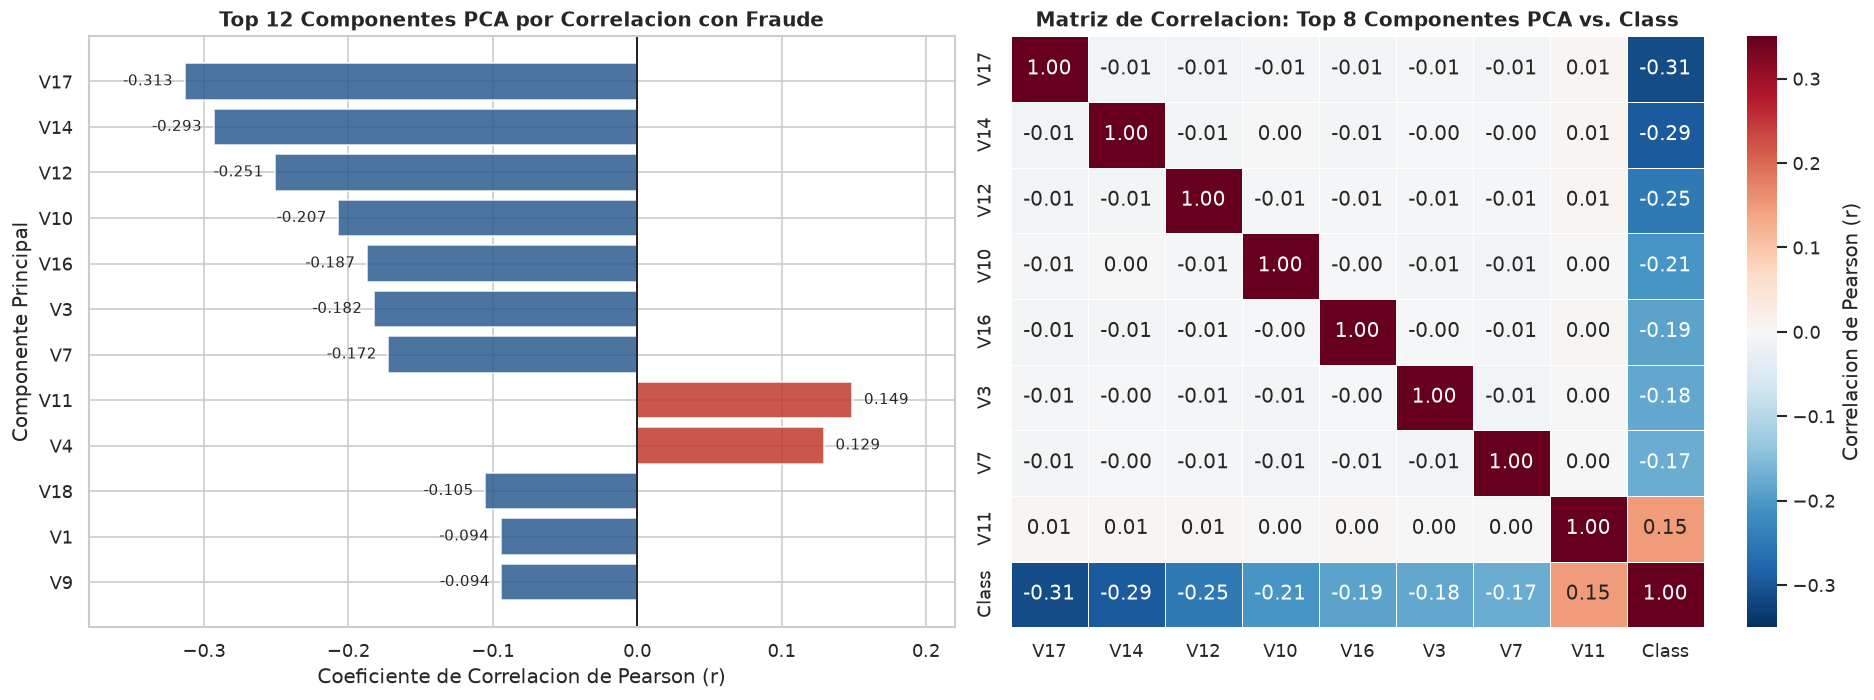 Top 12 Componentes PCA por Correlacion con Fraude
Componente Principal
V17 -0.313
V14 -0.293
V12 -0.251
V10 -0.207
V16 -0.187
V3 -0.182
V7 -0.172
V11 0.149
V4 0.129
V18 -0.105
V1 -0.094
V9 -0.094
−0.3 −0.2 −0.1 0.0 0.1 0.2
Coeficiente de Correlacion de Pearson (r)
Matriz de Correlacion: Top 8 Componentes PCA vs. Class
V17 1.00 -0.01 -0.01 -0.01 -0.01 -0.01 -0.01 0.01 -0.31
V14 -0.01 1.00 -0.01 0.00 -0.01 -0.00 -0.00 0.01 -0.29
V12 -0.01 -0.01 1.00 -0.01 -0.01 -0.01 -0.01 0.01 -0.25
V10 -0.01 0.00 -0.01 1.00 -0.00 -0.01 -0.01 0.00 -0.21
V16 -0.01 -0.01 -0.01 -0.00 1.00 -0.00 -0.01 0.00 -0.19
V3 -0.01 -0.00 -0.01 -0.01 -0.00 1.00 -0.01 0.00 -0.18
V7 -0.01 -0.00 -0.01 -0.01 -0.01 -0.01 1.00 0.00 -0.17
V11 0.01 0.01 0.01 0.00 0.00 0.00 0.00 1.00 0.15
Class -0.31 -0.29 -0.25 -0.21 -0.19 -0.18 -0.17 0.15 1.00
V17 V14 V12 V10 V16 V3 V7 V11 Class
0.3
0.2
0.1
0.0
−0.1
−0.2
−0.3
Correlacion de Pearson (r)